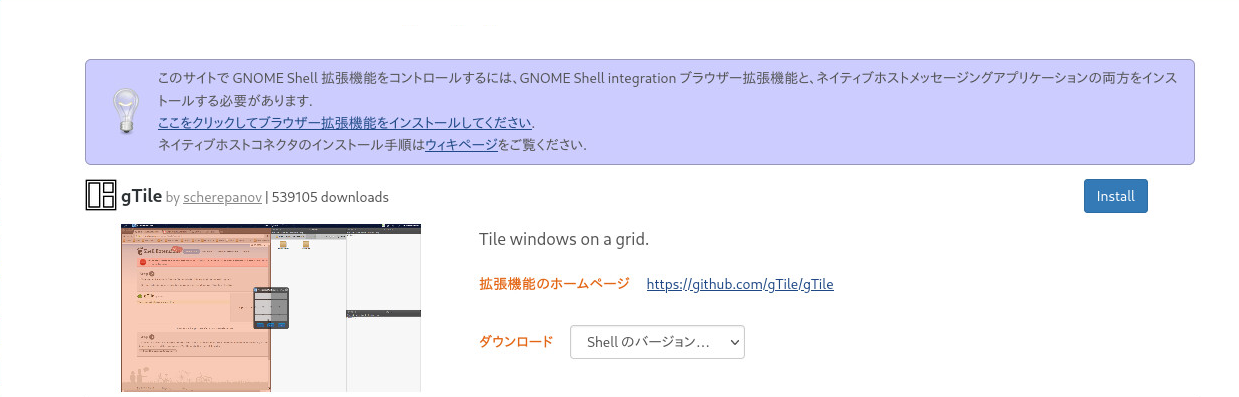 このサイトで GNOME Shell 拡張機能をコントロールするには、GNOME Shell integration ブラウザー拡張機能と、ネイティブホストメッセージングアプリケーションの両方をインス
トールする必要があります.
ここをクリックしてブラウザー拡張機能をインストールしてください.
ネイティブホストコネクタのインストール手順はウィキページをご覧ください.
gTile by scherepanov | 539105 downloads
Install
Tile windows on a grid.
拡張機能のホームページ https://github.com/gTile/gTile
ダウンロード Shell のバージョン...